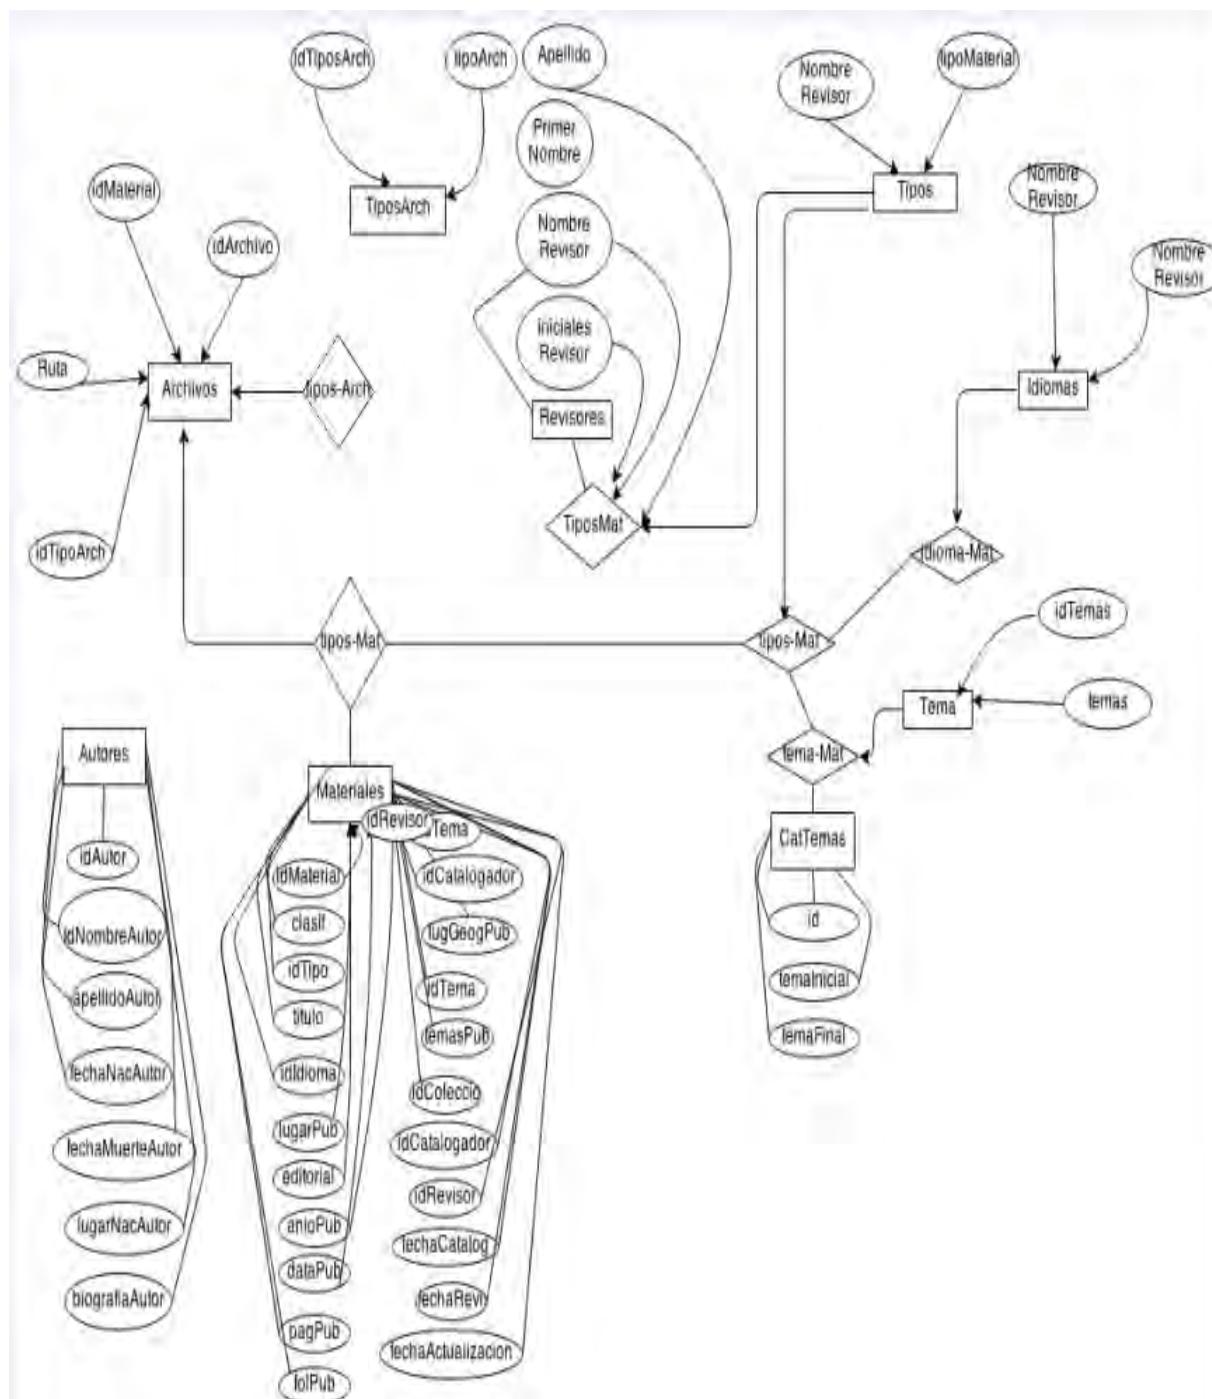 idTiposArch
tipoArch
Apellido
Nombre
Revisor
tipoMaterial
Primer
Nombre
idMaterial
TiposArch
Tipos
Nombre
Revisor
idArchivo
Nombre
Revisor
Nombre
Revisor
Iniciales
Revisor
Ruta
Archivos
tipos-Arch
Revisores
Idiomas
idTipoArch
TiposMat
Idioma-Mat
tipos-Mat
tipos-Mat
idTemas
Tema
temas
Autores
tema-Mat
Materiales
idRevisor
Tema
CatTemas
idAutor
idMaterial
idCatalogador
idNombreAutor
clasif
lugGeogPub
id
idTipo
temaInicial
apellidoAutor
titulo
idTema
temasPub
temaFinal
fechaNacAutor
idIdioma
idColeccio
lugarPub
idCatalogador
fechaMuerteAutor
editorial
idRevisor
lugarNacAutor
anioPub
fechaCatalog
dataPub
biografiaAutor
fechaRevi
pagPub
fechaActualizacion
folPub